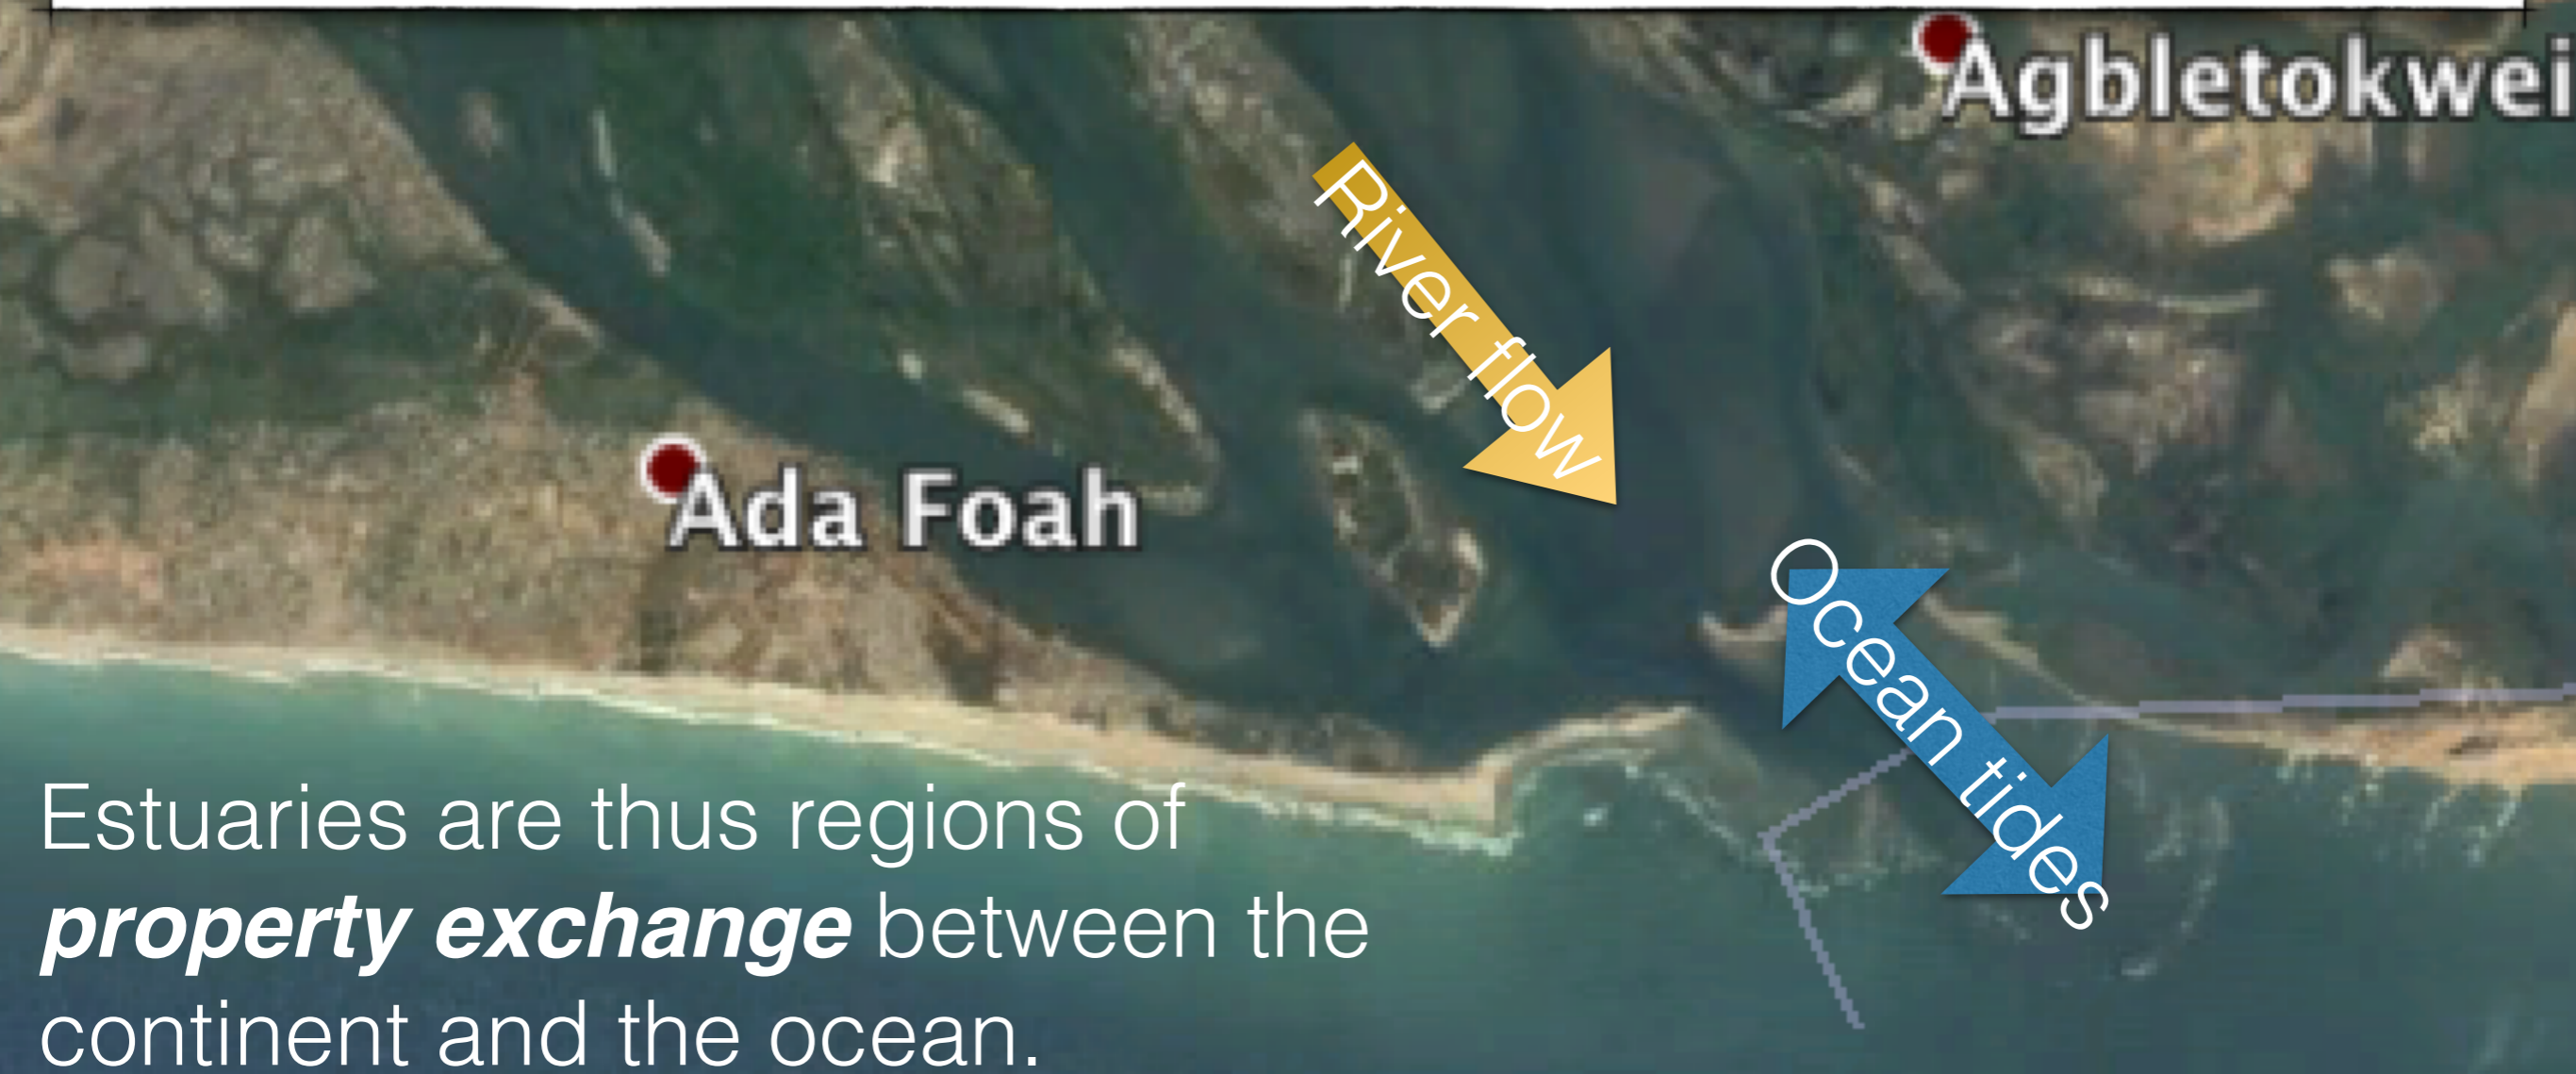 Agbletokwei
River flow
Ada Foah
Ocean tides
Estuaries are thus regions of
property exchange between the
continent and the ocean.